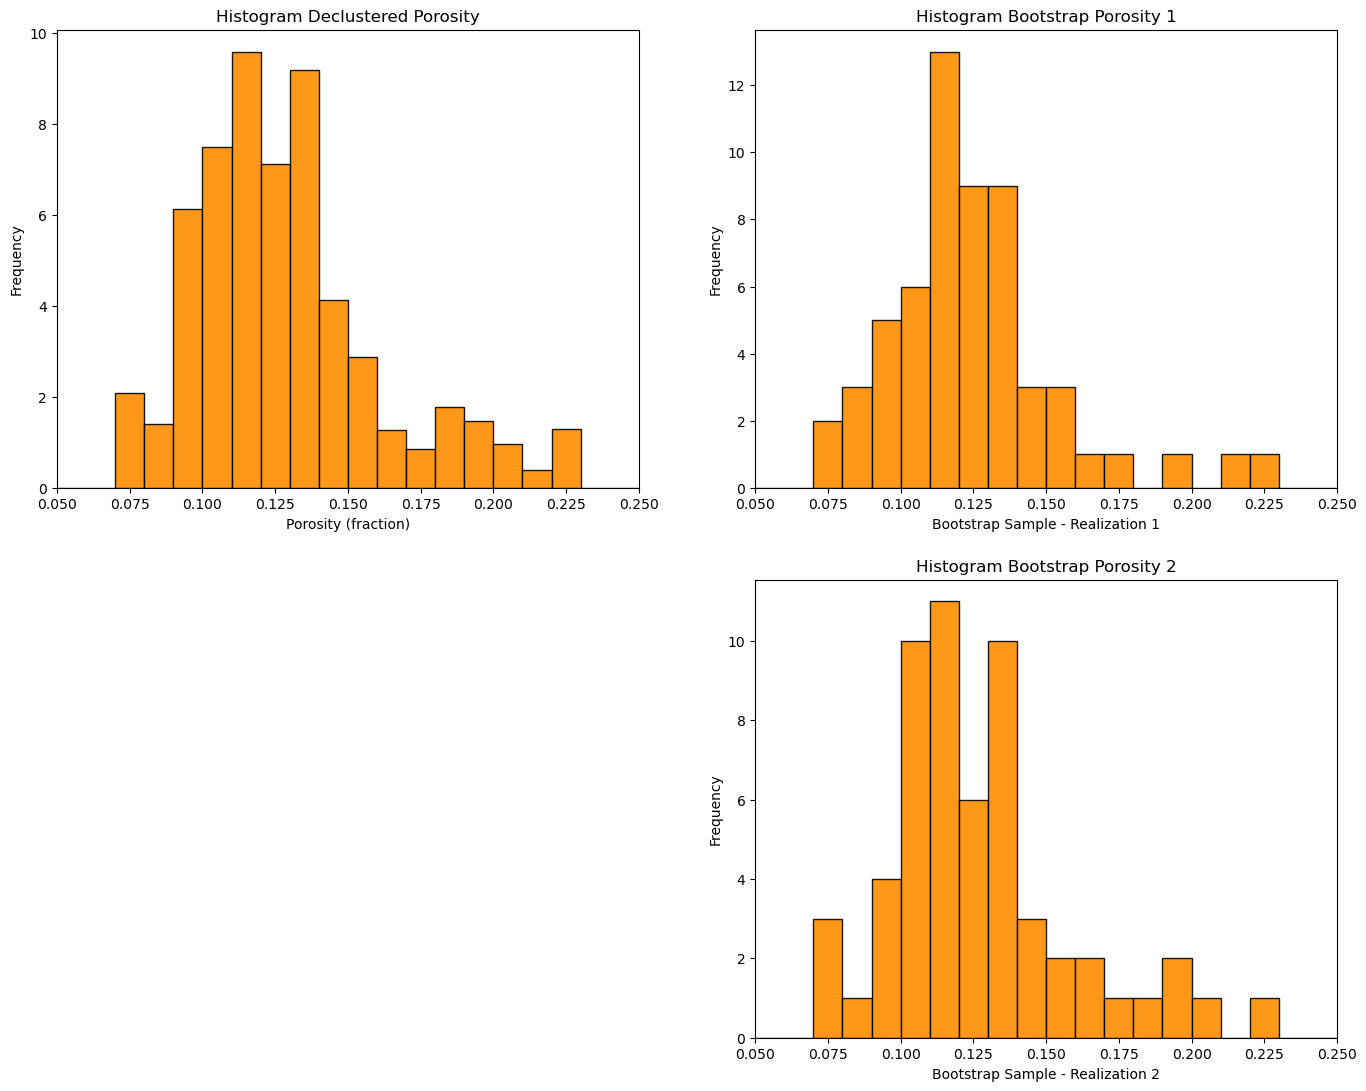 Histogram Declustered Porosity
10
8
6
4
2
0
Frequency
0.050 0.075 0.100 0.125 0.150 0.175 0.200 0.225 0.250
Porosity (fraction)
Histogram Bootstrap Porosity 1
12
10
8
6
4
2
0
Frequency
0.050 0.075 0.100 0.125 0.150 0.175 0.200 0.225 0.250
Bootstrap Sample - Realization 1
Histogram Bootstrap Porosity 2
10
8
6
4
2
0
Frequency
0.050 0.075 0.100 0.125 0.150 0.175 0.200 0.225 0.250
Bootstrap Sample - Realization 2